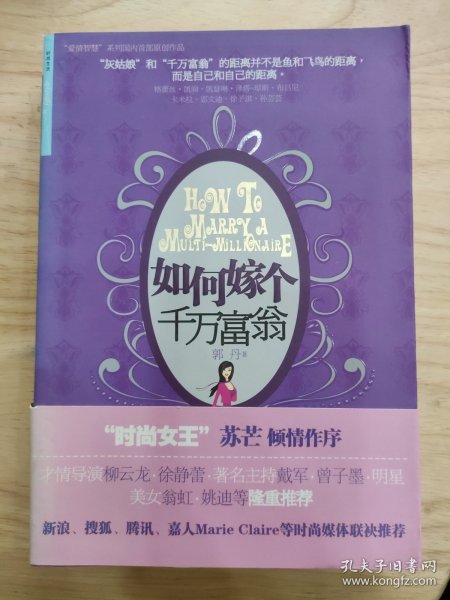 时尚生活
“爱情智慧”系列国内首部原创作品
“灰姑娘”和“千万富翁”的距离并不是鱼和飞鸟的距离，
而是自己和自己的距离。
HOW TO
MARRY A
MULTI-MILLIONAIRE
如何嫁个
千万富翁
郭丹 著
“时尚女王” 苏芒 倾情作序
才情导演柳云龙·徐静蕾·著名主持戴军·曾子墨·明星
美女翁虹·姚迪等隆重推荐
新浪、搜狐、腾讯、嘉人Marie Claire等时尚媒体联袂推荐
孔夫子旧书网
www.kongfz.com